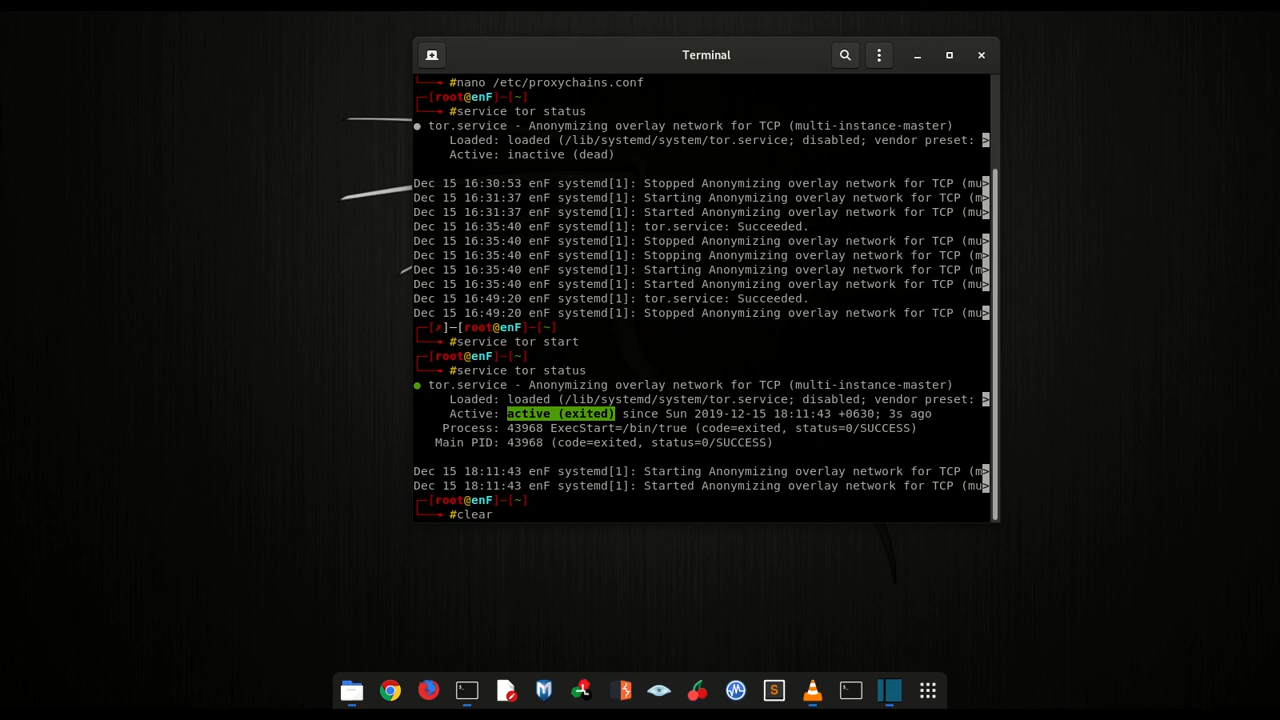 Terminal
#nano /etc/proxychains.conf
[root@enF]-[~]
#service tor status
● tor.service - Anonymizing overlay network for TCP (multi-instance-master)
Loaded: loaded (/lib/systemd/system/tor.service; disabled; vendor preset: >
Active: inactive (dead)
Dec 15 16:30:53 enF systemd[1]: Stopped Anonymizing overlay network for TCP (mu>
Dec 15 16:31:37 enF systemd[1]: Starting Anonymizing overlay network for TCP (m>
Dec 15 16:31:37 enF systemd[1]: Started Anonymizing overlay network for TCP (mu>
Dec 15 16:35:40 enF systemd[1]: tor.service: Succeeded.
Dec 15 16:35:40 enF systemd[1]: Stopped Anonymizing overlay network for TCP (mu>
Dec 15 16:35:40 enF systemd[1]: Stopping Anonymizing overlay network for TCP (m>
Dec 15 16:35:40 enF systemd[1]: Starting Anonymizing overlay network for TCP (m>
Dec 15 16:35:40 enF systemd[1]: Started Anonymizing overlay network for TCP (mu>
Dec 15 16:49:20 enF systemd[1]: tor.service: Succeeded.
Dec 15 16:49:20 enF systemd[1]: Stopped Anonymizing overlay network for TCP (mu>
[✗]─[root@enF]─[~]
#service tor start
[root@enF]─[~]
#service tor status
● tor.service - Anonymizing overlay network for TCP (multi-instance-master)
Loaded: loaded (/lib/systemd/system/tor.service; disabled; vendor preset: >
Active: active (exited) since Sun 2019-12-15 18:11:43 +0630; 3s ago
Process: 43968 ExecStart=/bin/true (code=exited, status=0/SUCCESS)
Main PID: 43968 (code=exited, status=0/SUCCESS)
Dec 15 18:11:43 enF systemd[1]: Starting Anonymizing overlay network for TCP (m>
Dec 15 18:11:43 enF systemd[1]: Started Anonymizing overlay network for TCP (mu>
[root@enF]─[~]
#clear